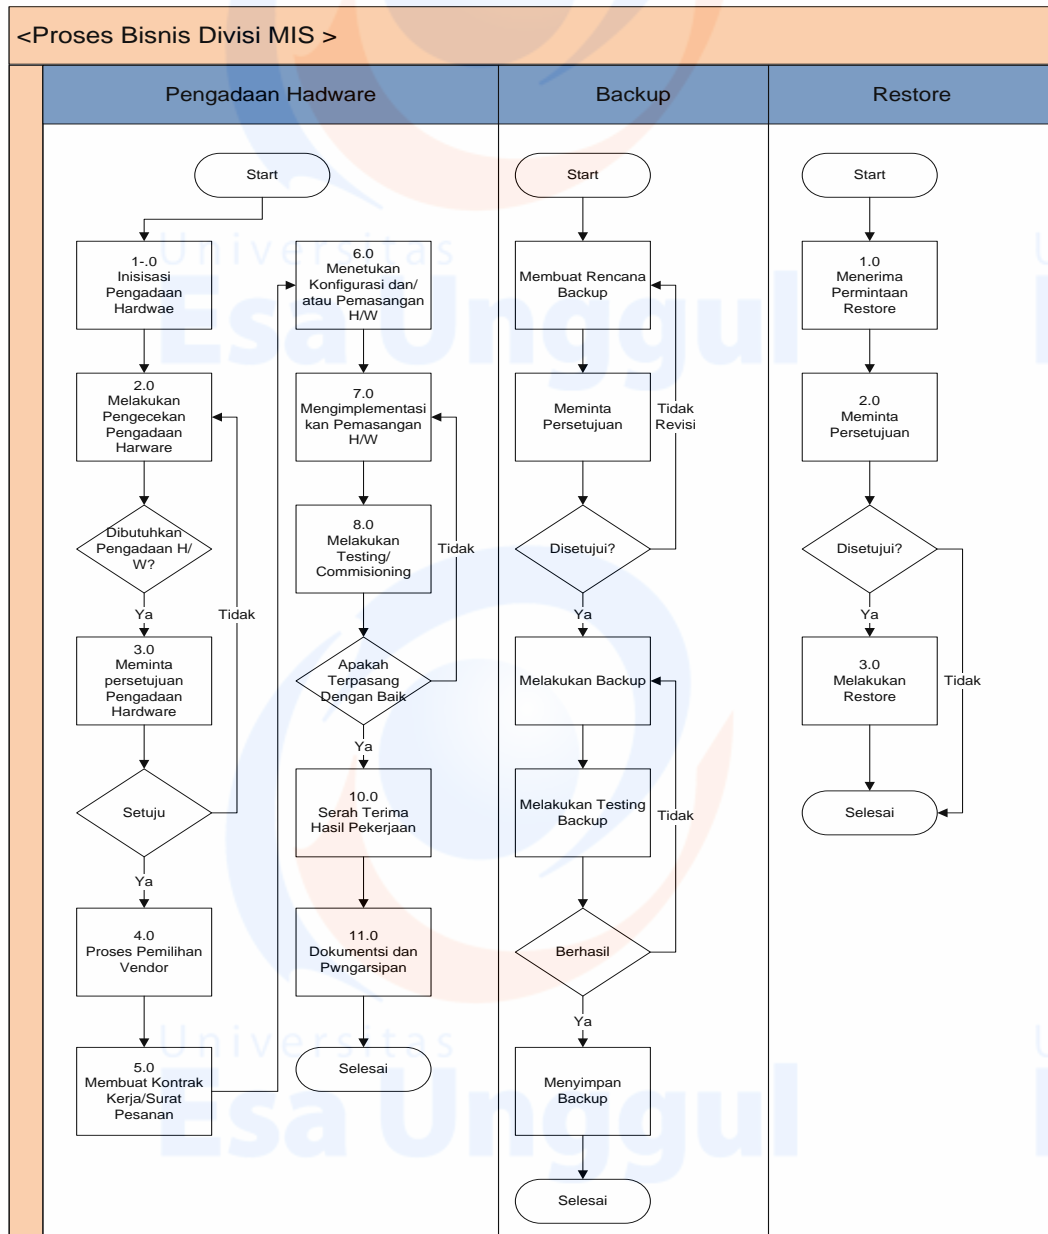 <Proses Bisnis Divisi MIS >
Pengadaan Hadware
Start
1-.0
Inisisasi
Pengadaan
Hardwae
2.0
Melakukan
Pengecekan
Pengadaan
Harware
Dibutuhkan
Pengadaan H/
W?
Ya
Tidak
3.0
Meminta
persetujuan
Pengadaan
Hardware
Setuju
Ya
4.0
Proses Pemilihan
Vendor
5.0
Membuat Kontrak
Kerja/Surat
Pesanan
6.0
Menetukan
Konfigurasi dan/
atau Pemasangan
H/W
7.0
Mengimplementasi
kan Pemasangan
H/W
8.0
Melakukan
Testing/
Commisioning
Tidak
Apakah
Terpasang
Dengan Baik
Ya
10.0
Serah Terima
Hasil Pekerjaan
11.0
Dokumentsi dan
Pwngarsipan
Selesai
Backup
Start
Membuat Rencana
Backup
Meminta
Persetujuan
Tidak
Revisi
Disetujui?
Ya
Melakukan Backup
Melakukan Testing
Backup
Tidak
Berhasil
Ya
Menyimpan
Backup
Selesai
Restore
Start
1.0
Menerima
Permintaan
Restore
2.0
Meminta
Persetujuan
Disetujui?
Ya
3.0
Melakukan
Restore
Tidak
Selesai
Universitas
Esa Unggul
Universitas
Esa Unggul